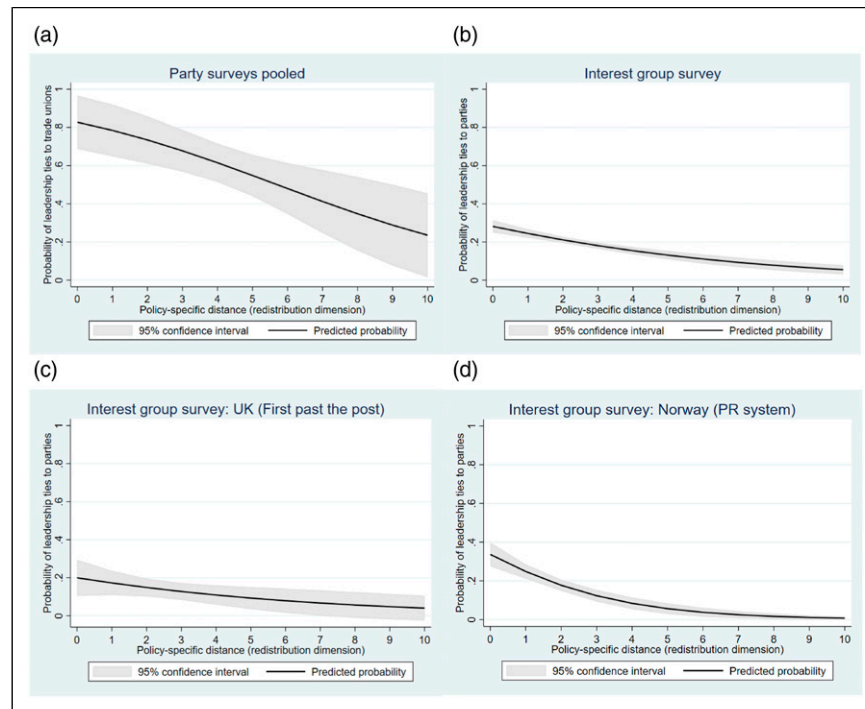 (a)
Party surveys pooled
Probability of leadership ties to trade unions
1
.8
.6
.4
.2
0
0 1 2 3 4 5 6 7 8 9 10
Policy-specific distance (redistribution dimension)
95% confidence interval Predicted probability
(b)
Interest group survey
Probability of leadership ties to parties
1
.8
.6
.4
.2
0
0 1 2 3 4 5 6 7 8 9 10
Policy-specific distance (redistribution dimension)
95% confidence interval Predicted probability
(c)
Interest group survey: UK (First past the post)
Probability of leadership ties to parties
1
.8
.6
.4
.2
0
0 1 2 3 4 5 6 7 8 9 10
Policy-specific distance (redistribution dimension)
95% confidence interval Predicted probability
(d)
Interest group survey: Norway (PR system)
Probability of leadership ties to parties
1
.8
.6
.4
.2
0
0 1 2 3 4 5 6 7 8 9 10
Policy-specific distance (redistribution dimension)
95% confidence interval Predicted probability